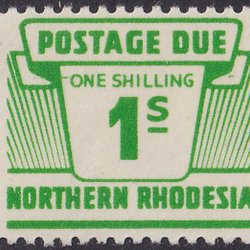 POSTAGE DUE
ONE SHILLING
1s
NORTHERN RHODESIA